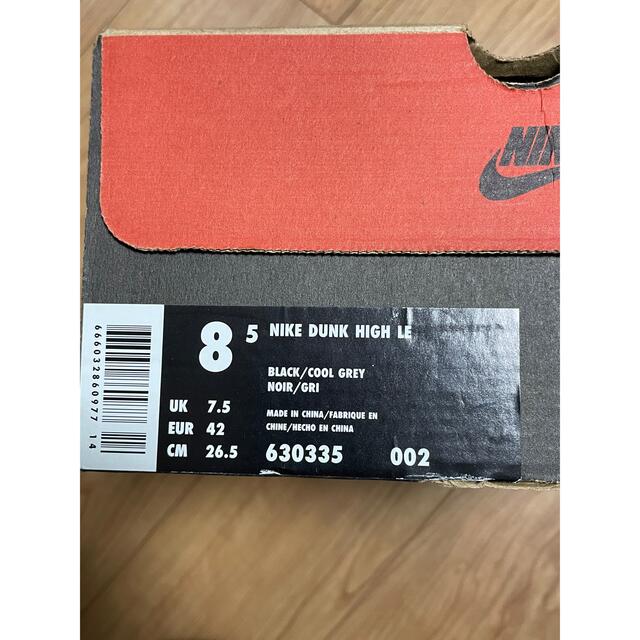 NIKE
8 5 NIKE DUNK HIGH LE
BLACK/COOL GREY
NOIR/GRI
UK 7.5
EUR 42
CM 26.5
MADE IN CHINA/FABRIQUE EN
CHINE/HECHO EN CHINA
630335 002
666032860977 14